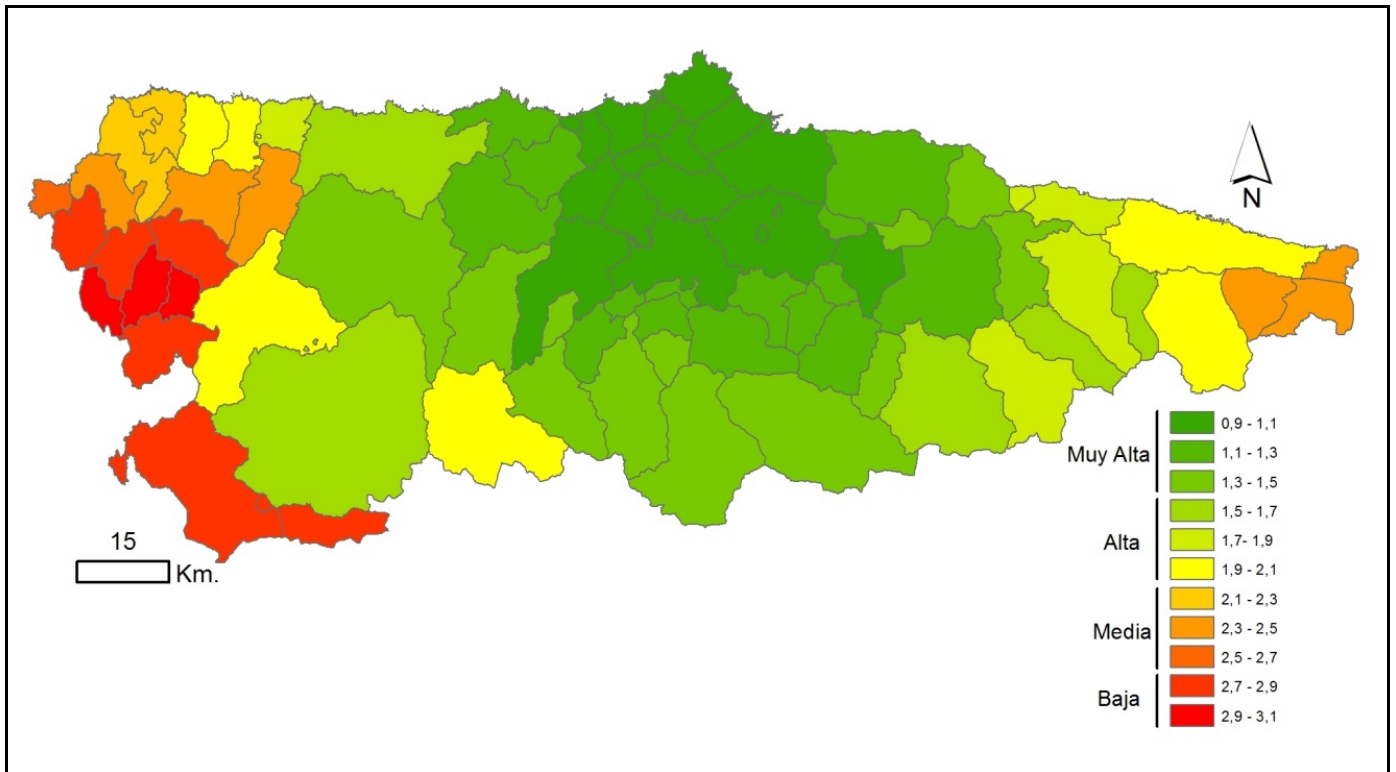 N
15
Km.
Muy Alta
0,9 - 1,1
1,1 - 1,3
1,3 - 1,5
Alta
1,5 - 1,7
1,7- 1,9
1,9 - 2,1
Media
2,1 - 2,3
2,3 - 2,5
2,5 - 2,7
Baja
2,7 - 2,9
2,9 - 3,1